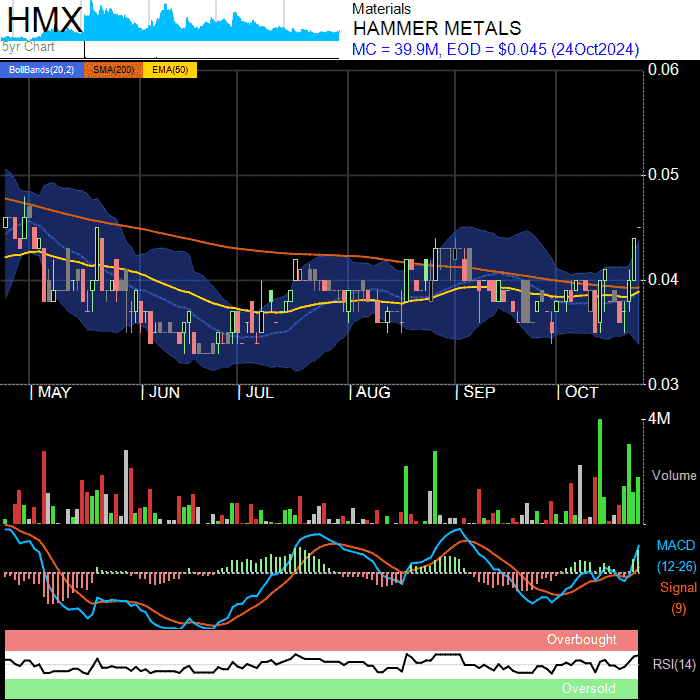 HMX
5yr Chart
Materials
HAMMER METALS
MC = 39.9M, EOD = $0.045 (24Oct2024)
BollBands(20,2) SMA(200) EMA(50)
0.06
0.05
0.04
0.03
MAY JUN JUL AUG SEP OCT
4M
Volume
MACD
(12-26)
Signal
(9)
Overbought
RSI(14)
Oversold